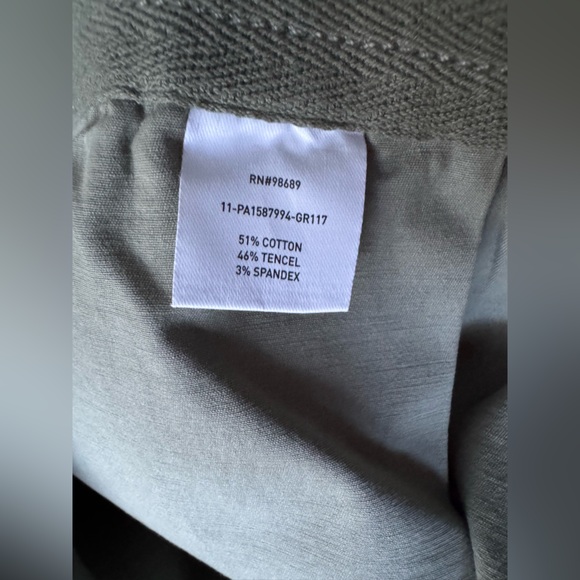 RN#98689
11-PA1587994-GR117
51% COTTON
46% TENCEL
3% SPANDEX